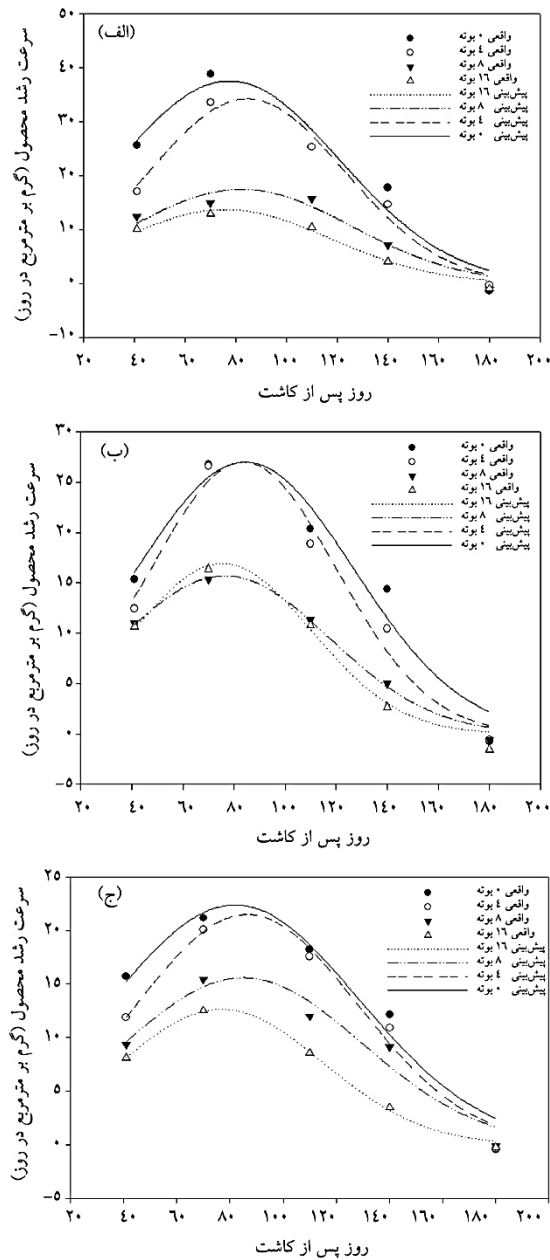 (الف)
سرعت رشد محصول (گرم بر مترمربع در روز)
۵۰
۴۰
۳۰
۲۰
۱۰
۰
−۱۰
واقعی ۰ بوته
واقعی ۴ بوته
واقعی ۸ بوته
واقعی ۱۶ بوته
پیش‌بینی ۱۶ بوته
پیش‌بینی ۸ بوته
پیش‌بینی ۴ بوته
پیش‌بینی ۰ بوته
۲۰ ۴۰ ۶۰ ۸۰ ۱۰۰ ۱۲۰ ۱۴۰ ۱۶۰ ۱۸۰ ۲۰۰
روز پس از کاشت
(ب)
سرعت رشد محصول (گرم بر مترمربع در روز)
۳۰
۲۵
۲۰
۱۵
۱۰
۵
۰
−۵
واقعی ۰ بوته
واقعی ۴ بوته
واقعی ۸ بوته
واقعی ۱۶ بوته
پیش‌بینی ۱۶ بوته
پیش‌بینی ۸ بوته
پیش‌بینی ۴ بوته
پیش‌بینی ۰ بوته
۲۰ ۴۰ ۶۰ ۸۰ ۱۰۰ ۱۲۰ ۱۴۰ ۱۶۰ ۱۸۰ ۲۰۰
روز پس از کاشت
(ج)
سرعت رشد محصول (گرم بر مترمربع در روز)
۲۵
۲۰
۱۵
۱۰
۵
۰
−۵
واقعی ۰ بوته
واقعی ۴ بوته
واقعی ۸ بوته
واقعی ۱۶ بوته
پیش‌بینی ۱۶ بوته
پیش‌بینی ۸ بوته
پیش‌بینی ۴ بوته
پیش‌بینی ۰ بوته
۲۰ ۴۰ ۶۰ ۸۰ ۱۰۰ ۱۲۰ ۱۴۰ ۱۶۰ ۱۸۰ ۲۰۰
روز پس از کاشت